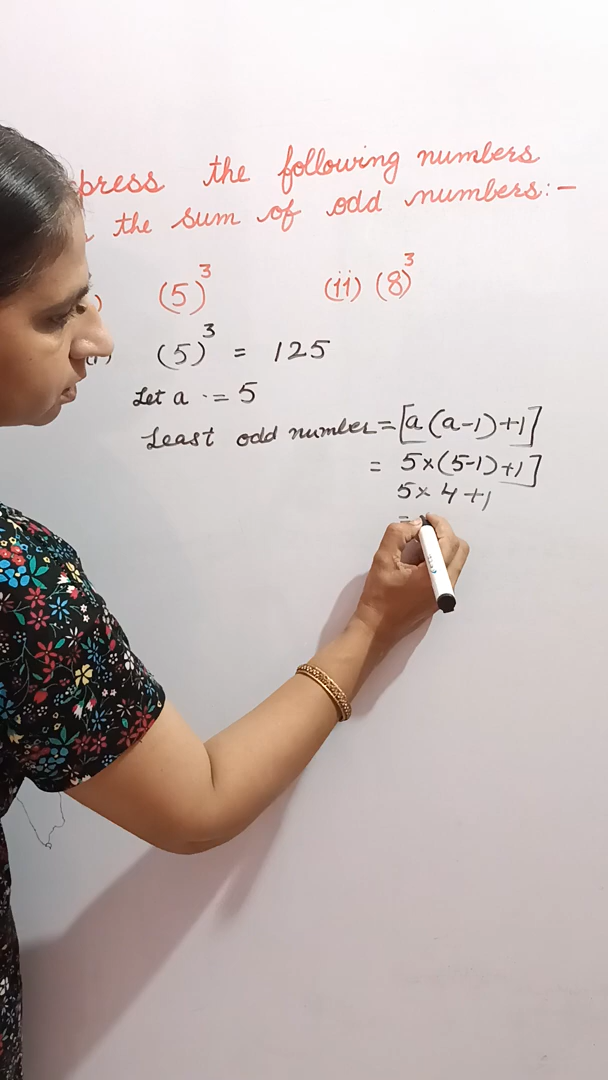 press the following numbers
the sum of odd numbers:-
) (5)³ (ii) (8)³
(5)³ = 125
Let a = 5
Least odd number = [a(a-1)+1]
= 5×(5-1)+1]
5×4+1
=